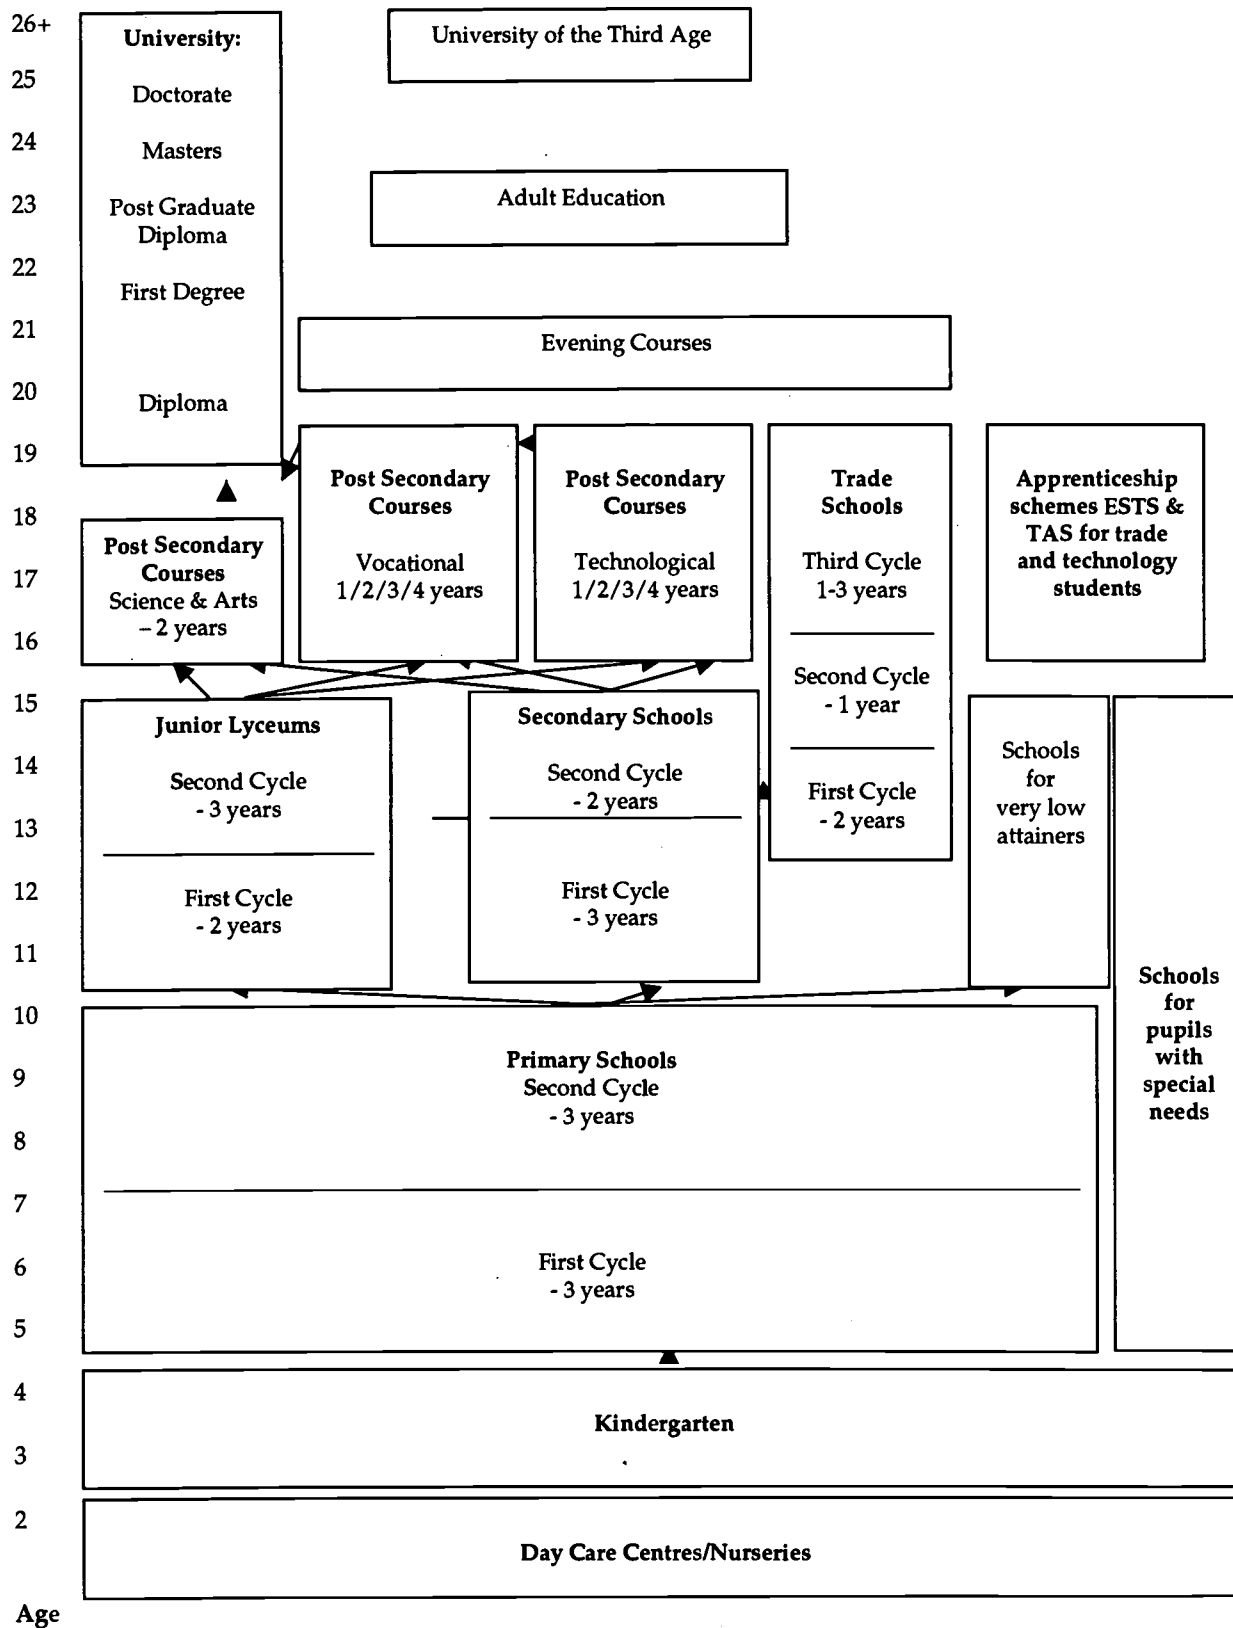 26+
25
24
23
22
21
20
19
18
17
16
15
14
13
12
11
10
9
8
7
6
5
4
3
2
Age
University:
Doctorate
Masters
Post Graduate
Diploma
First Degree
Diploma
University of the Third Age
Adult Education
Evening Courses
Post Secondary
Courses
Science & Arts
– 2 years
Post Secondary
Courses
Vocational
1/2/3/4 years
Post Secondary
Courses
Technological
1/2/3/4 years
Trade
Schools
Third Cycle
1-3 years
Second Cycle
- 1 year
First Cycle
- 2 years
Apprenticeship
schemes ESTS &
TAS for trade
and technology
students
Junior Lyceums
Second Cycle
- 3 years
First Cycle
- 2 years
Secondary Schools
Second Cycle
- 2 years
First Cycle
- 3 years
Schools
for
very low
attainers
Schools
for
pupils
with
special
needs
Primary Schools
Second Cycle
- 3 years
First Cycle
- 3 years
Kindergarten
Day Care Centres/Nurseries